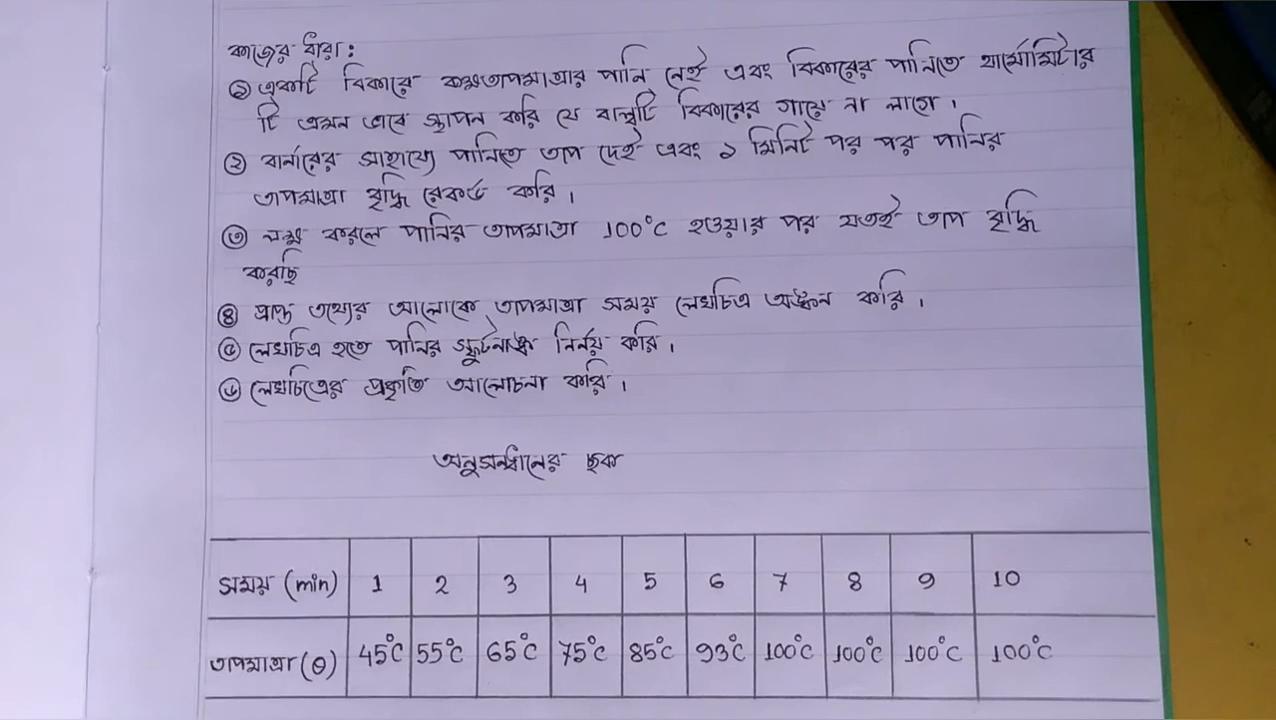 কাজের ধারা:
① একটি বিকারে কক্ষতাপমাত্রার পানি নেই এবং বিকারের পানিতে থার্মোমিটার
টি এমন ভাবে স্থাপন করি যে বাল্বটি বিকারের গায়ে না লাগে।
② বার্নারের সাহায্যে পানিতে তাপ দেই এবং ১ মিনিট পর পর পানির
তাপমাত্রা বৃদ্ধি রেকর্ড করি।
③ লক্ষ করলে পানির তাপমাত্রা 100°C হওয়ার পর যতই তাপ বৃদ্ধি
করছি
④ প্রাপ্ত তথ্যের আলোকে তাপমাত্রা সময় লেখচিত্র অঙ্কন করি।
⑤ লেখচিত্র হতে পানির স্ফুটনাঙ্ক নির্নয় করি।
⑥ লেখচিত্রের প্রকৃতি আলোচনা করি।
অনুসন্ধানের ছক
সময় (min) 1 2 3 4 5 6 7 8 9 10
তাপমাত্রা (θ) 45°C 55°C 65°C 75°C 85°C 93°C 100°C 100°C 100°C 100°C